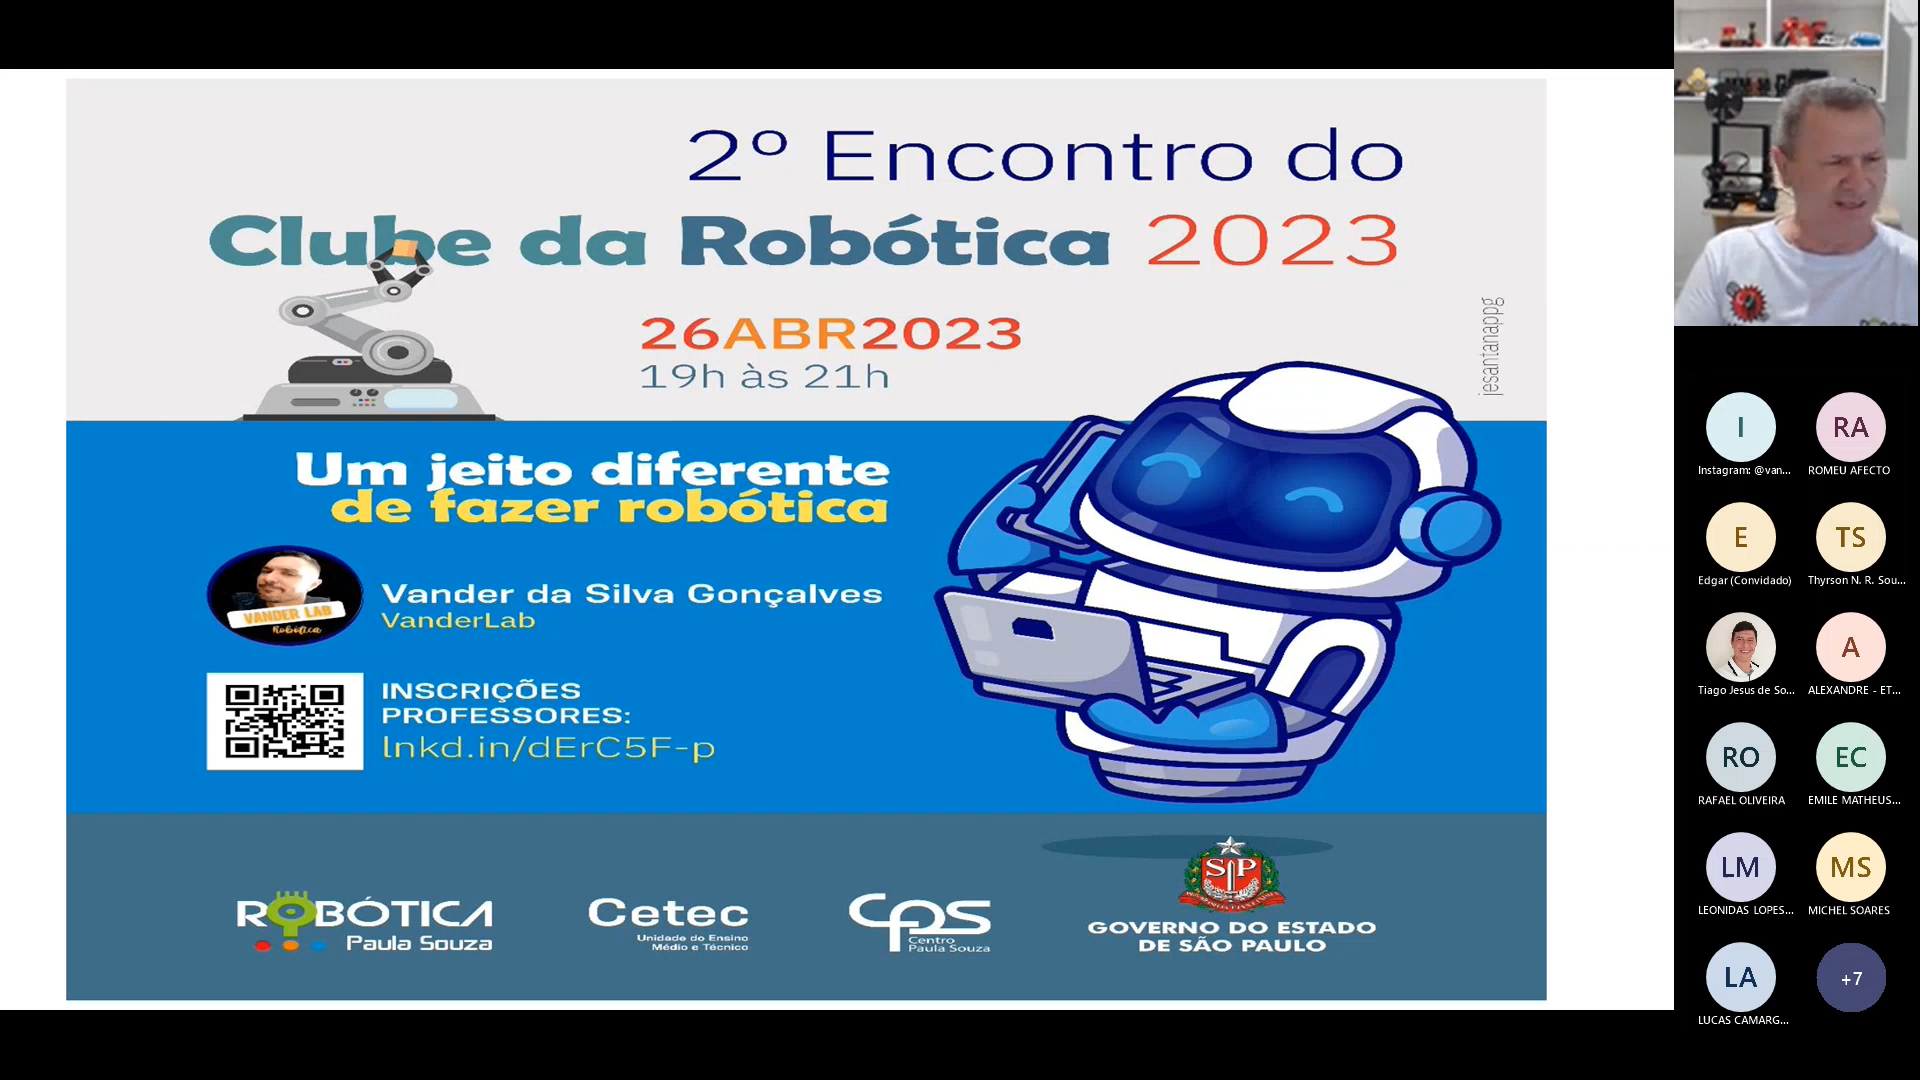 2º Encontro do
Clube da Robótica 2023
26ABR2023
19h às 21h
jesantanappg
Um jeito diferente
de fazer robótica
VANDER LAB
Robótica
Vander da Silva Gonçalves
VanderLab
INSCRIÇÕES
PROFESSORES:
lnkd.in/dErC5F-p
ROBÓTICA
Paula Souza
Cetec
Unidade do Ensino
Médio e Técnico
CPS
Centro
Paula Souza
SP
GOVERNO DO ESTADO
DE SÃO PAULO
I
Instagram: @van...
RA
ROMEU AFECTO
E
Edgar (Convidado)
TS
Thyrson N. R. Sou...
Tiago Jesus de So...
A
ALEXANDRE - ET...
RO
RAFAEL OLIVEIRA
EC
EMILE MATHEUS...
LM
LEONIDAS LOPES...
MS
MICHEL SOARES
LA
LUCAS CAMARG...
+7